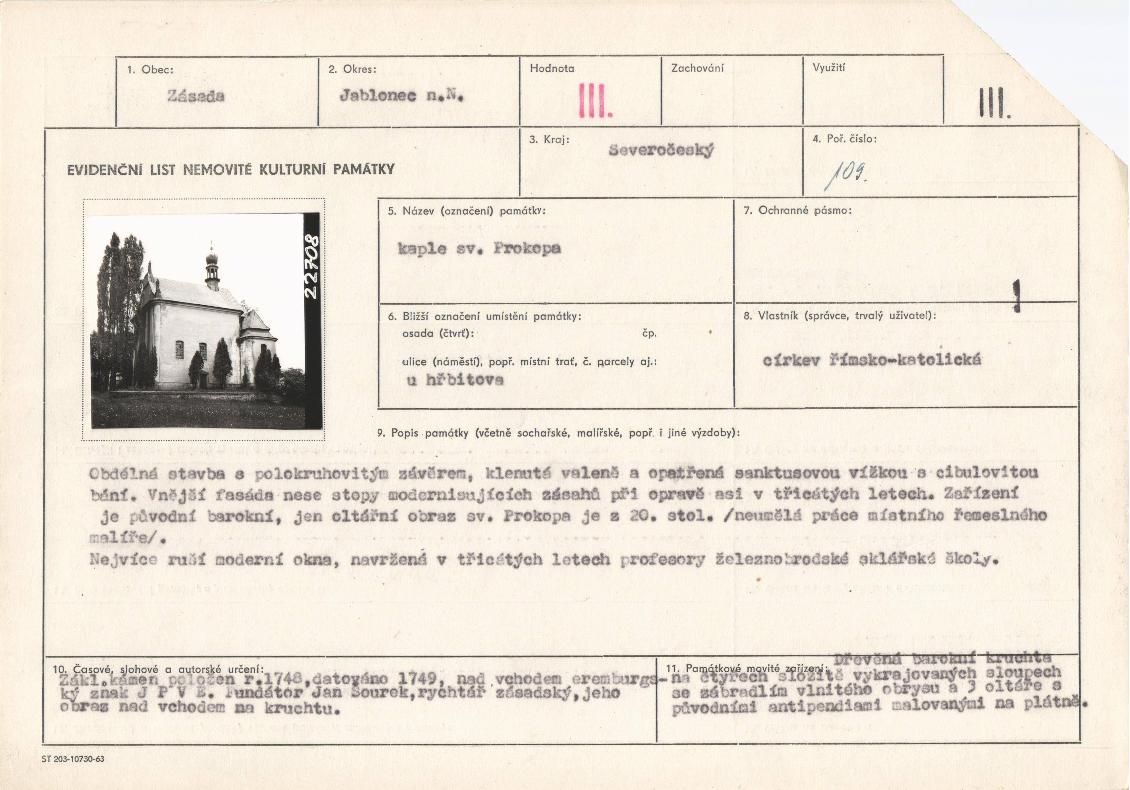 1. Obec:
Zásada
2. Okres:
Jablonec n.N.
Hodnota
III.
Zachování
Využití
III.
EVIDENČNÍ LIST NEMOVITÉ KULTURNÍ PAMÁTKY
3. Kraj:
Severočeský
4. Poř. číslo:
109.
22708
5. Název (označení) památky:
kaple sv. Prokopa
7. Ochranné pásmo:
6. Bližší označení umístění památky:
osada (čtvrť): čp.
ulice (náměstí), popř. místní trať, č. parcely aj.:
u hřbitova
8. Vlastník (správce, trvalý uživatel):
církev římsko-katolická
9. Popis památky (včetně sochařské, malířské, popř. i jiné výzdoby):
Obdélná stavba s polokruhovitým závěrem, klenutá valeně a opatřená sanktusovou vížkou s cibulovitou
bání. Vnější fasáda nese stopy modernisujících zásahů při opravě asi v třicátých letech. Zařízení
je původní barokní, jen oltářní obraz sv. Prokopa je z 20. stol. /neumělá práce místního řemeslného
malíře/.
Nejvíce ruší moderní okna, navržená v třicátých letech profesory železnobrodské sklářské školy.
10. Časové, slohové a autorské určení:
Zákl.kámen položen r.1748,datováno 1749, nad vchodem eremburgs-
ký znak J P V E. Fundátor Jan Sourek,rychtář zásadský,jeho
obraz nad vchodem na kruchtu.
11. Památkové movité zařízení:
Dřevěná barokní kruchta
na čtyřech složitě vykrajovaných sloupech
se zábradlím vlnitého obrysu a 3 oltáře s
původními antipendiami malovanými na plátně.
ST 203-10730-63